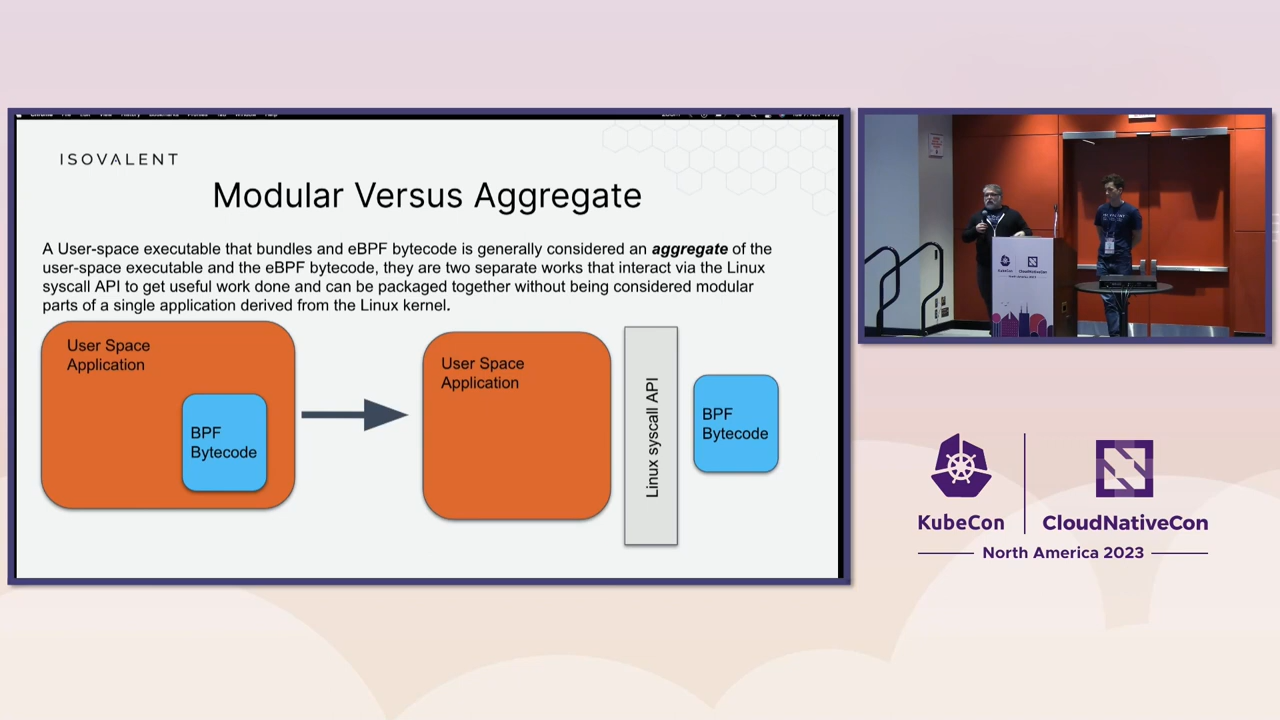 ISOVALENT
Modular Versus Aggregate
A User-space executable that bundles and eBPF bytecode is generally considered an aggregate of the
user-space executable and the eBPF bytecode, they are two separate works that interact via the Linux
syscall API to get useful work done and can be packaged together without being considered modular
parts of a single application derived from the Linux kernel.
User Space
Application
BPF
Bytecode
User Space
Application
Linux syscall API
BPF
Bytecode
KubeCon
CloudNativeCon
KubeCon
CloudNativeCon
North America 2023